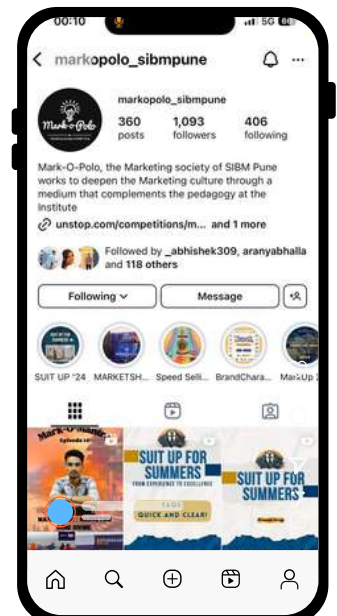 00:10
5G
markopolo_sibmpune
Mark-o-Polo
markopolo_sibmpune
360 1,093 406
posts followers following
Mark-O-Polo, the Marketing society of SIBM Pune
works to deepen the Marketing culture through a
medium that complements the pedagogy at the
Institute
unstop.com/competitions/m... and 1 more
Followed by _abhishek309, aranyabhalla
and 118 others
Following Message
SUIT UP '24 MARKETSH... Speed Selli... BrandChara...
SUIT UP FOR
SUMMERS
FROM EXPERIENCE TO EXCELLENCE
FAQS
QUICK AND CLEAR!
SUIT UP FOR
SUMMERS